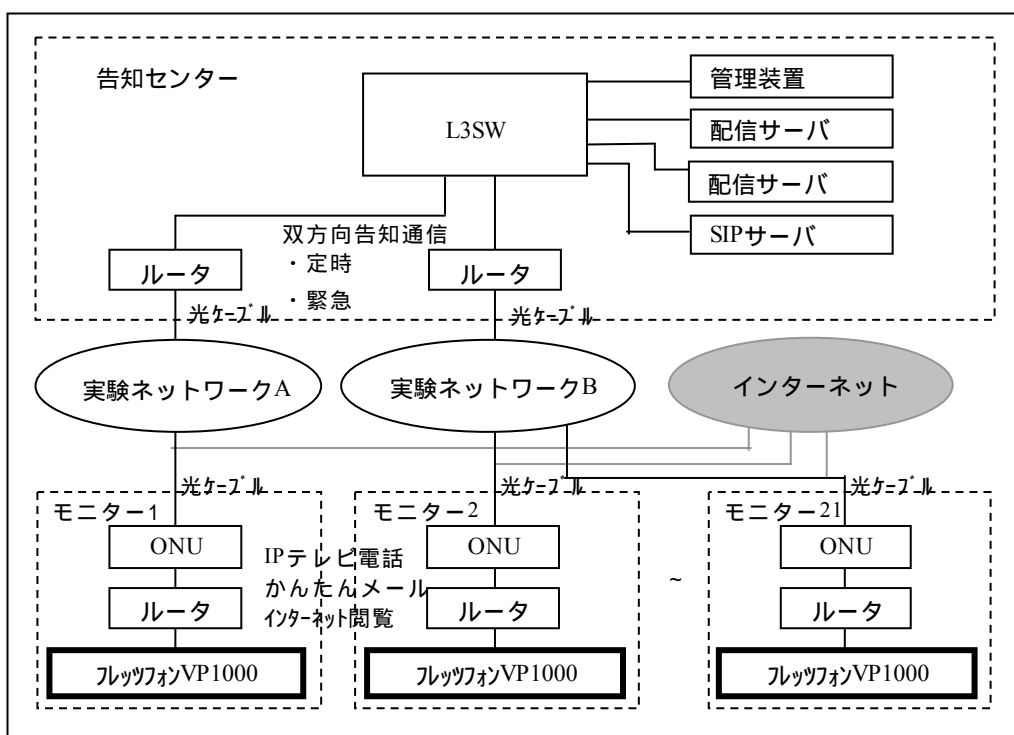 告知センター
L3SW
管理装置
配信サーバ
配信サーバ
SIPサーバ
双方向告知通信
・定時
・緊急
ルータ
ルータ
光ｹｰﾌﾞﾙ
光ｹｰﾌﾞﾙ
実験ネットワークA
実験ネットワークB
インターネット
光ｹｰﾌﾞﾙ
光ｹｰﾌﾞﾙ
光ｹｰﾌﾞﾙ
モニター1
ONU
ルータ
ﾌﾚｯﾂﾌｫﾝVP1000
IPテレビ電話
かんたんメール
ｲﾝﾀｰﾈｯﾄ閲覧
モニター2
ONU
ルータ
ﾌﾚｯﾂﾌｫﾝVP1000
~
モニター21
ONU
ルータ
ﾌﾚｯﾂﾌｫﾝVP1000